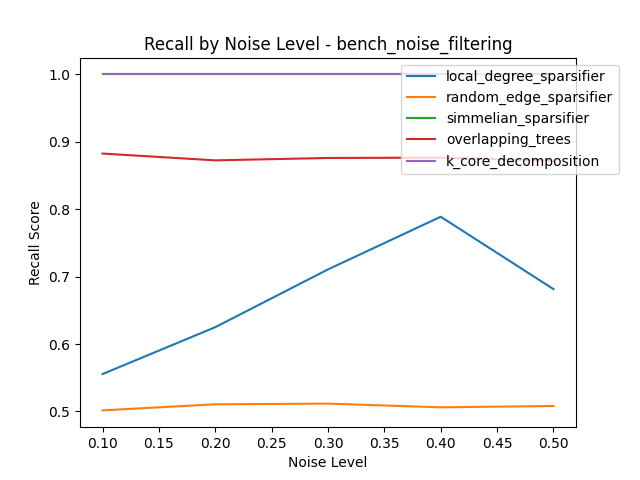 Recall by Noise Level - bench_noise_filtering
1.0
0.9
0.8
0.7
0.6
0.5
Recall Score
local_degree_sparsifier
random_edge_sparsifier
simmelian_sparsifier
overlapping_trees
k_core_decomposition
0.10 0.15 0.20 0.25 0.30 0.35 0.40 0.45 0.50
Noise Level